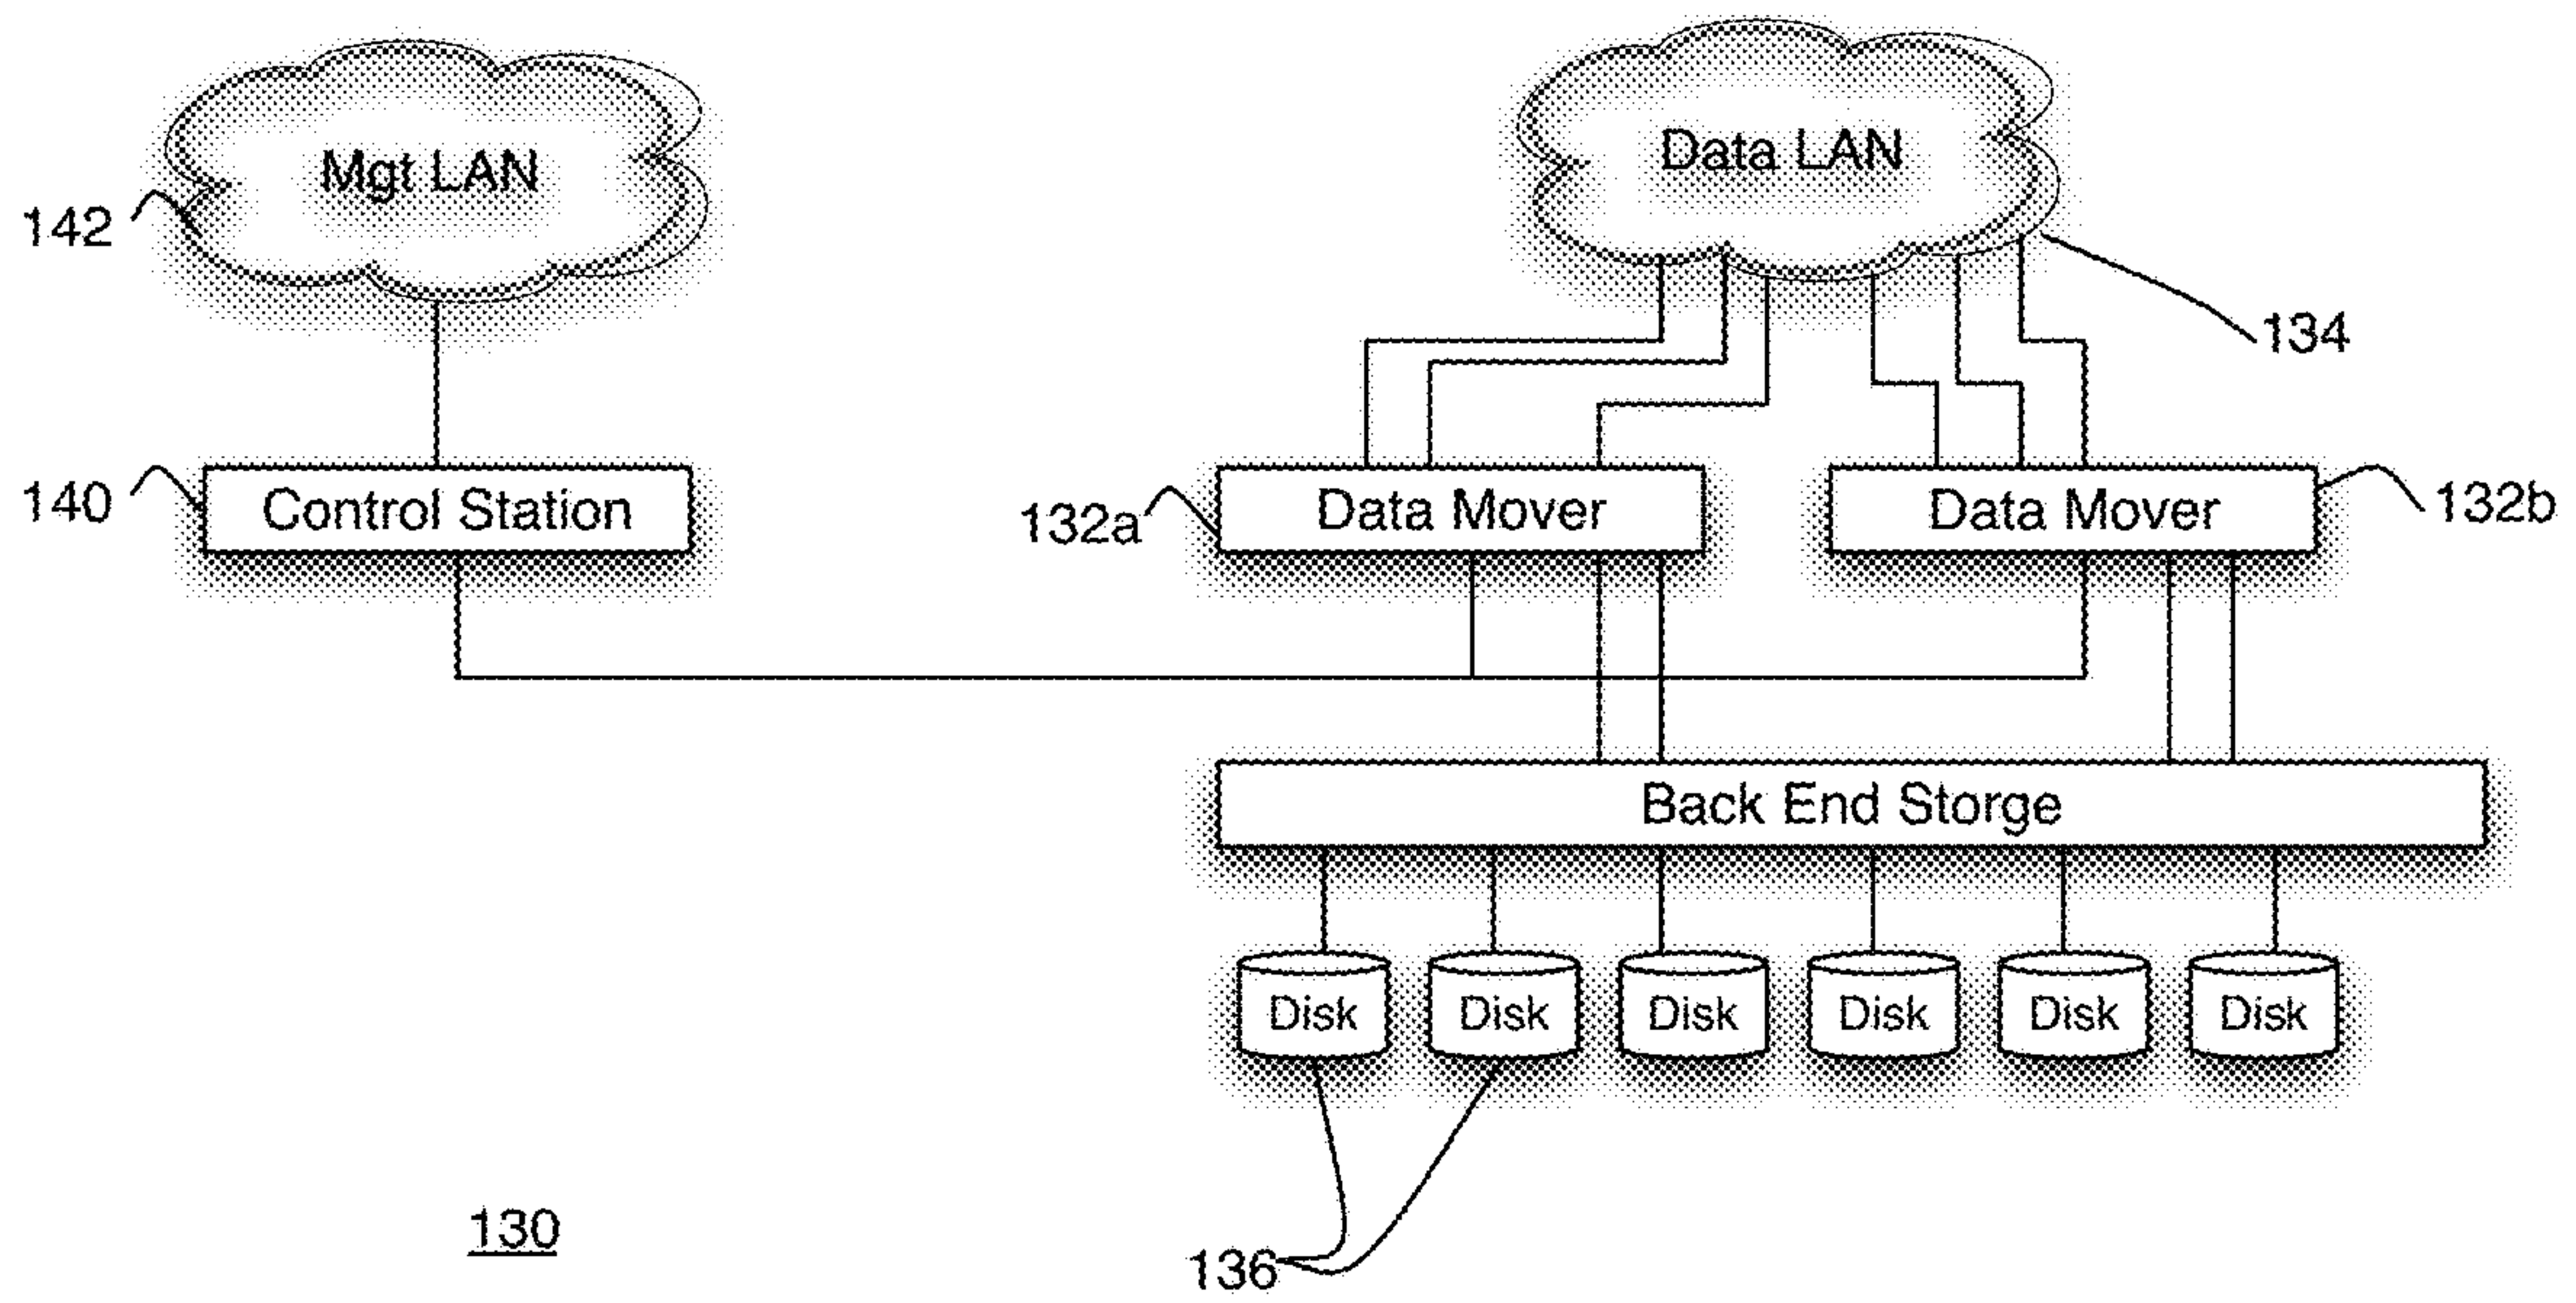 Mgt LAN
Data LAN
142
134
140
Control Station
132a
Data Mover
Data Mover
132b
Back End Storge
Disk
Disk
Disk
Disk
Disk
Disk
130
136